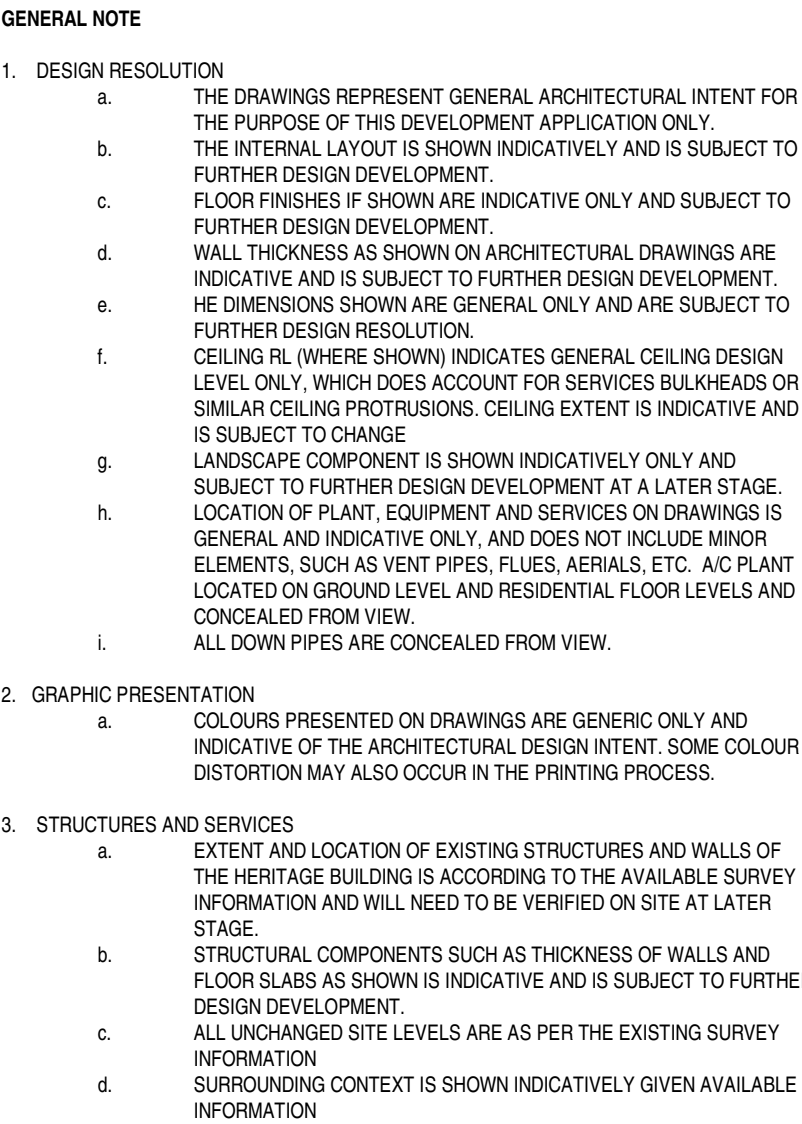 GENERAL NOTE
1. DESIGN RESOLUTION
a. THE DRAWINGS REPRESENT GENERAL ARCHITECTURAL INTENT FOR
THE PURPOSE OF THIS DEVELOPMENT APPLICATION ONLY.
b. THE INTERNAL LAYOUT IS SHOWN INDICATIVELY AND IS SUBJECT TO
FURTHER DESIGN DEVELOPMENT.
c. FLOOR FINISHES IF SHOWN ARE INDICATIVE ONLY AND SUBJECT TO
FURTHER DESIGN DEVELOPMENT.
d. WALL THICKNESS AS SHOWN ON ARCHITECTURAL DRAWINGS ARE
INDICATIVE AND IS SUBJECT TO FURTHER DESIGN DEVELOPMENT.
e. HE DIMENSIONS SHOWN ARE GENERAL ONLY AND ARE SUBJECT TO
FURTHER DESIGN RESOLUTION.
f. CEILING RL (WHERE SHOWN) INDICATES GENERAL CEILING DESIGN
LEVEL ONLY, WHICH DOES ACCOUNT FOR SERVICES BULKHEADS OR
SIMILAR CEILING PROTRUSIONS. CEILING EXTENT IS INDICATIVE AND
IS SUBJECT TO CHANGE
g. LANDSCAPE COMPONENT IS SHOWN INDICATIVELY ONLY AND
SUBJECT TO FURTHER DESIGN DEVELOPMENT AT A LATER STAGE.
h. LOCATION OF PLANT, EQUIPMENT AND SERVICES ON DRAWINGS IS
GENERAL AND INDICATIVE ONLY, AND DOES NOT INCLUDE MINOR
ELEMENTS, SUCH AS VENT PIPES, FLUES, AERIALS, ETC. A/C PLANT
LOCATED ON GROUND LEVEL AND RESIDENTIAL FLOOR LEVELS AND
CONCEALED FROM VIEW.
i. ALL DOWN PIPES ARE CONCEALED FROM VIEW.
2. GRAPHIC PRESENTATION
a. COLOURS PRESENTED ON DRAWINGS ARE GENERIC ONLY AND
INDICATIVE OF THE ARCHITECTURAL DESIGN INTENT. SOME COLOUR
DISTORTION MAY ALSO OCCUR IN THE PRINTING PROCESS.
3. STRUCTURES AND SERVICES
a. EXTENT AND LOCATION OF EXISTING STRUCTURES AND WALLS OF
THE HERITAGE BUILDING IS ACCORDING TO THE AVAILABLE SURVEY
INFORMATION AND WILL NEED TO BE VERIFIED ON SITE AT LATER
STAGE.
b. STRUCTURAL COMPONENTS SUCH AS THICKNESS OF WALLS AND
FLOOR SLABS AS SHOWN IS INDICATIVE AND IS SUBJECT TO FURTHE
DESIGN DEVELOPMENT.
c. ALL UNCHANGED SITE LEVELS ARE AS PER THE EXISTING SURVEY
INFORMATION
d. SURROUNDING CONTEXT IS SHOWN INDICATIVELY GIVEN AVAILABLE
INFORMATION